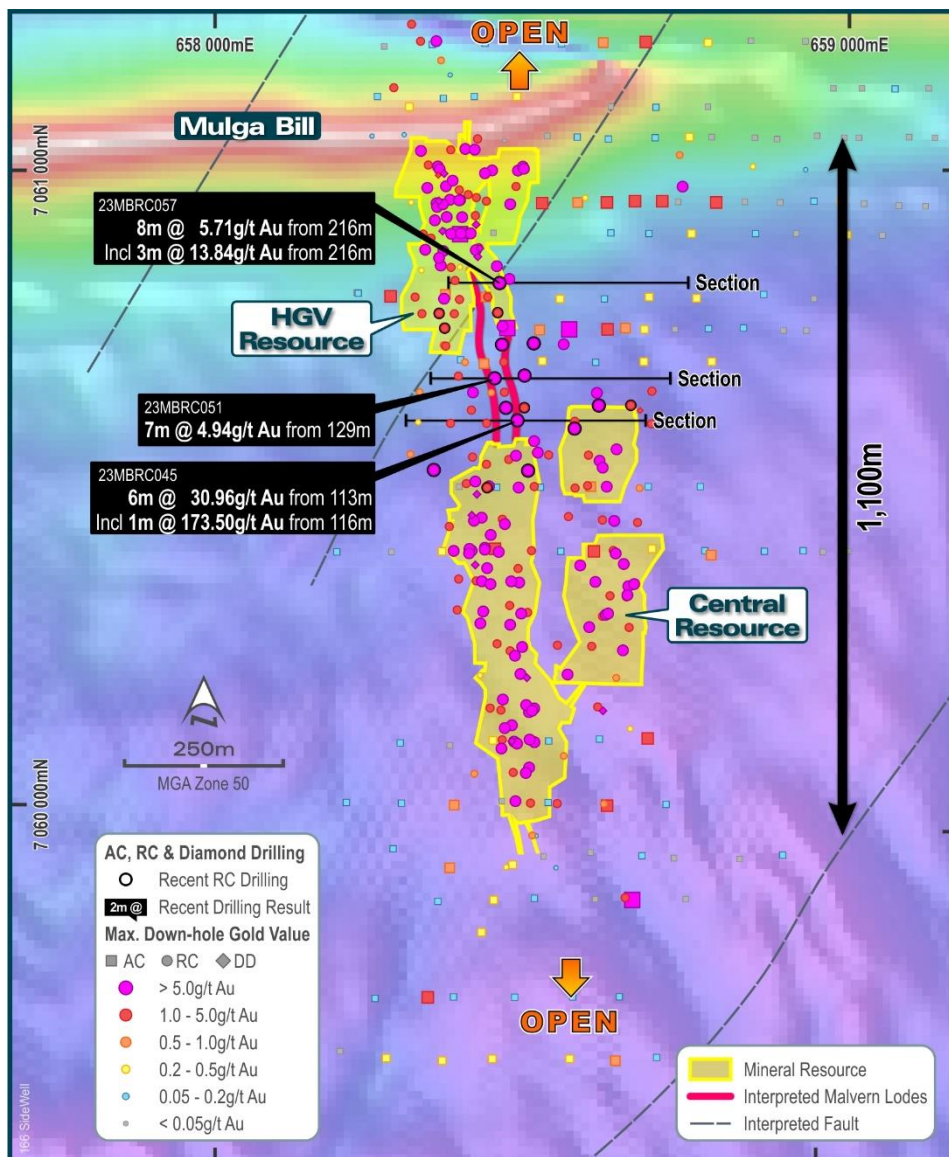 658 000mE
OPEN
659 000mE
Mulga Bill
7 061 000mN
23MBRC057
8m @ 5.71g/t Au from 216m
Incl 3m @ 13.84g/t Au from 216m
Section
HGV
Resource
Section
23MBRC051
7m @ 4.94g/t Au from 129m
Section
23MBRC045
6m @ 30.96g/t Au from 113m
Incl 1m @ 173.50g/t Au from 116m
1,100m
Central
Resource
N
250m
MGA Zone 50
7 060 000mN
AC, RC & Diamond Drilling
Recent RC Drilling
2m @ Recent Drilling Result
Max. Down-hole Gold Value
AC RC DD
> 5.0g/t Au
1.0 - 5.0g/t Au
0.5 - 1.0g/t Au
0.2 - 0.5g/t Au
0.05 - 0.2g/t Au
< 0.05g/t Au
OPEN
Mineral Resource
Interpreted Malvern Lodes
Interpreted Fault
166 SideWell